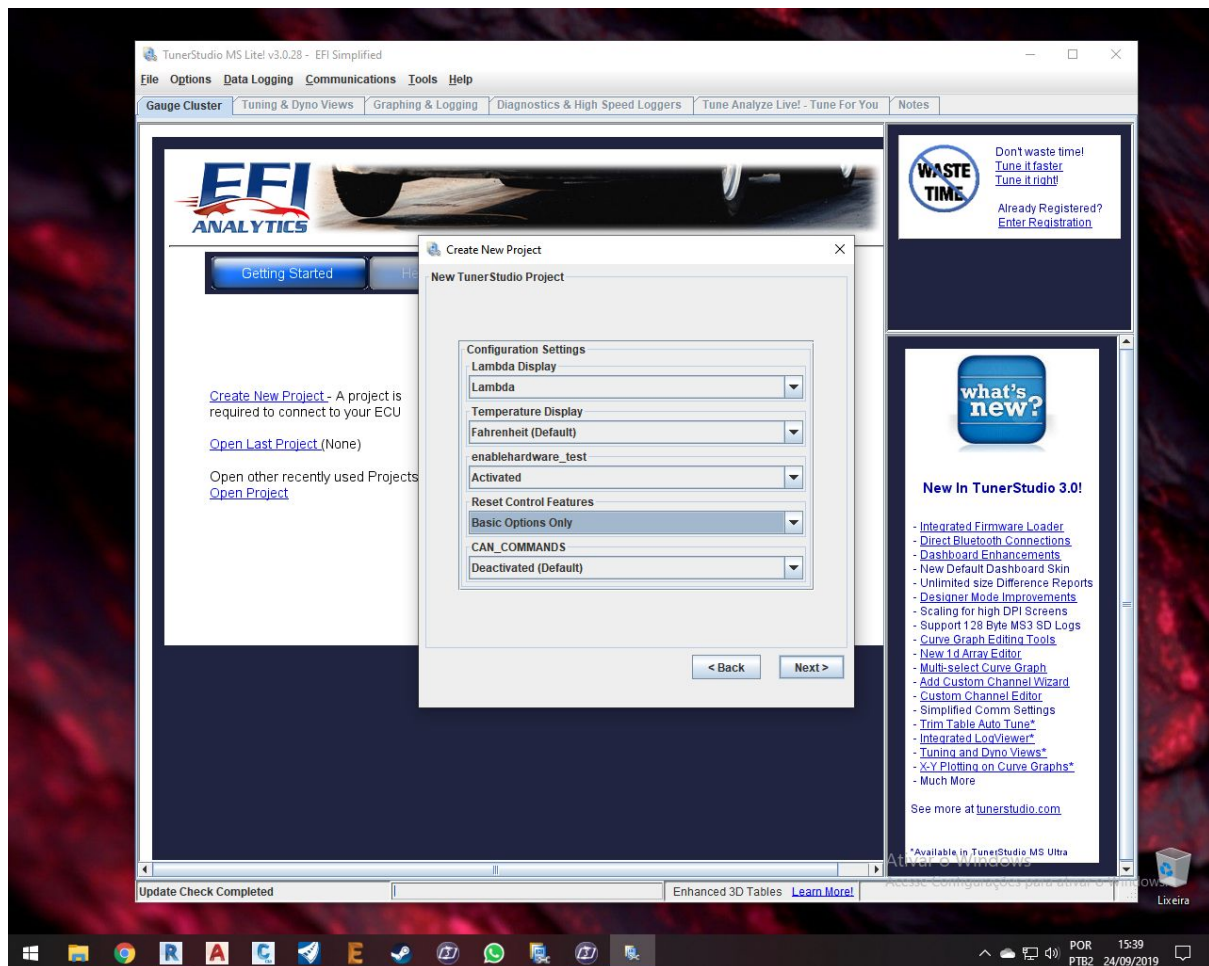 TunerStudio MS Lite! v3.0.28 - EFI Simplified
File Options Data Logging Communications Tools Help
Gauge Cluster Tuning & Dyno Views Graphing & Logging Diagnostics & High Speed Loggers Tune Analyze Live! - Tune For You Notes
EFI
ANALYTICS
Getting Started
He
Create New Project - A project is
required to connect to your ECU
Open Last Project (None)
Open other recently used Projects
Open Project
Create New Project
New TunerStudio Project
Configuration Settings
Lambda Display
Lambda
Temperature Display
Fahrenheit (Default)
enablehardware_test
Activated
Reset Control Features
Basic Options Only
CAN_COMMANDS
Deactivated (Default)
< Back Next >
WASTE
TIME
Don't waste time!
Tune it faster
Tune it right!
Already Registered?
Enter Registration
what's
new?
New In TunerStudio 3.0!
- Integrated Firmware Loader
- Direct Bluetooth Connections
- Dashboard Enhancements
- New Default Dashboard Skin
- Unlimited size Difference Reports
- Designer Mode Improvements
- Scaling for high DPI Screens
- Support 128 Byte MS3 SD Logs
- Curve Graph Editing Tools
- New 1d Array Editor
- Multi-select Curve Graph
- Add Custom Channel Wizard
- Custom Channel Editor
- Simplified Comm Settings
- Trim Table Auto Tune*
- Integrated LogViewer*
- Tuning and Dyno Views*
- X-Y Plotting on Curve Graphs*
- Much More
See more at tunerstudio.com
*Available in TunerStudio MS Ultra
Ativar o Windows
Acesse Configurações para ativar o Windows.
Update Check Completed
Enhanced 3D Tables Learn More!
Lixeira
POR 15:39
PTB2 24/09/2019